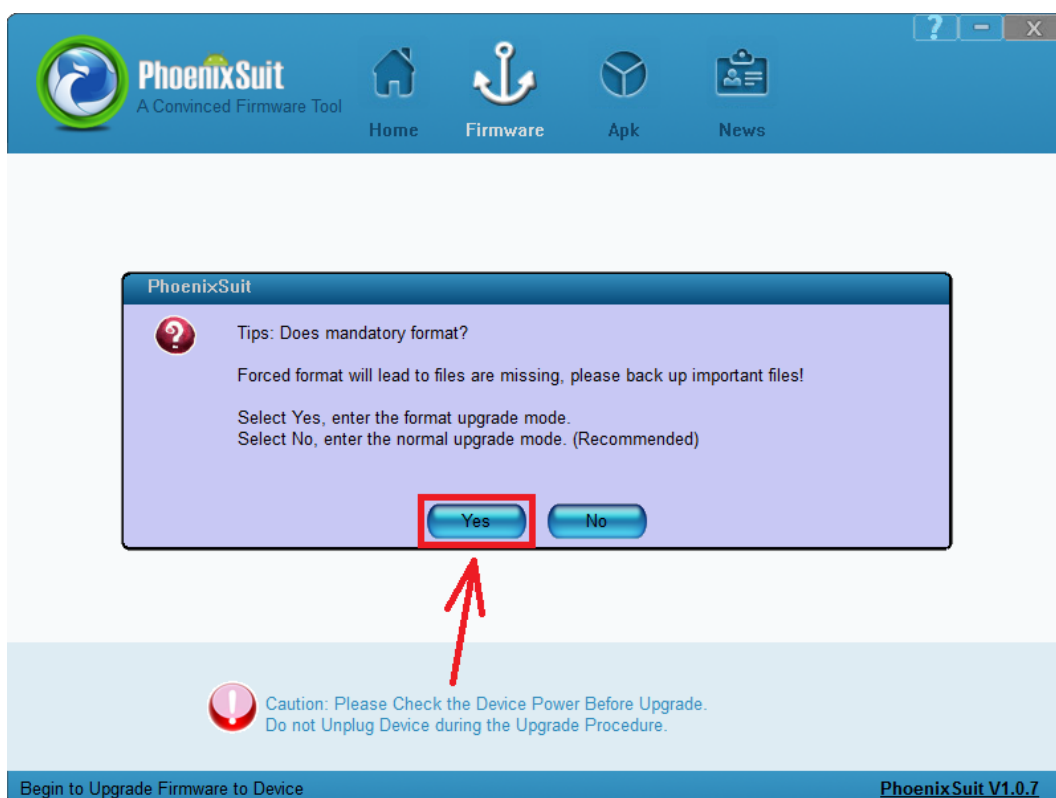 ? - X
PhoenixSuit
A Convinced Firmware Tool
Home Firmware Apk News
PhoenixSuit
Tips: Does mandatory format?
Forced format will lead to files are missing, please back up important files!
Select Yes, enter the format upgrade mode.
Select No, enter the normal upgrade mode. (Recommended)
Yes No
Caution: Please Check the Device Power Before Upgrade.
Do not Unplug Device during the Upgrade Procedure.
Begin to Upgrade Firmware to Device PhoenixSuit V1.0.7